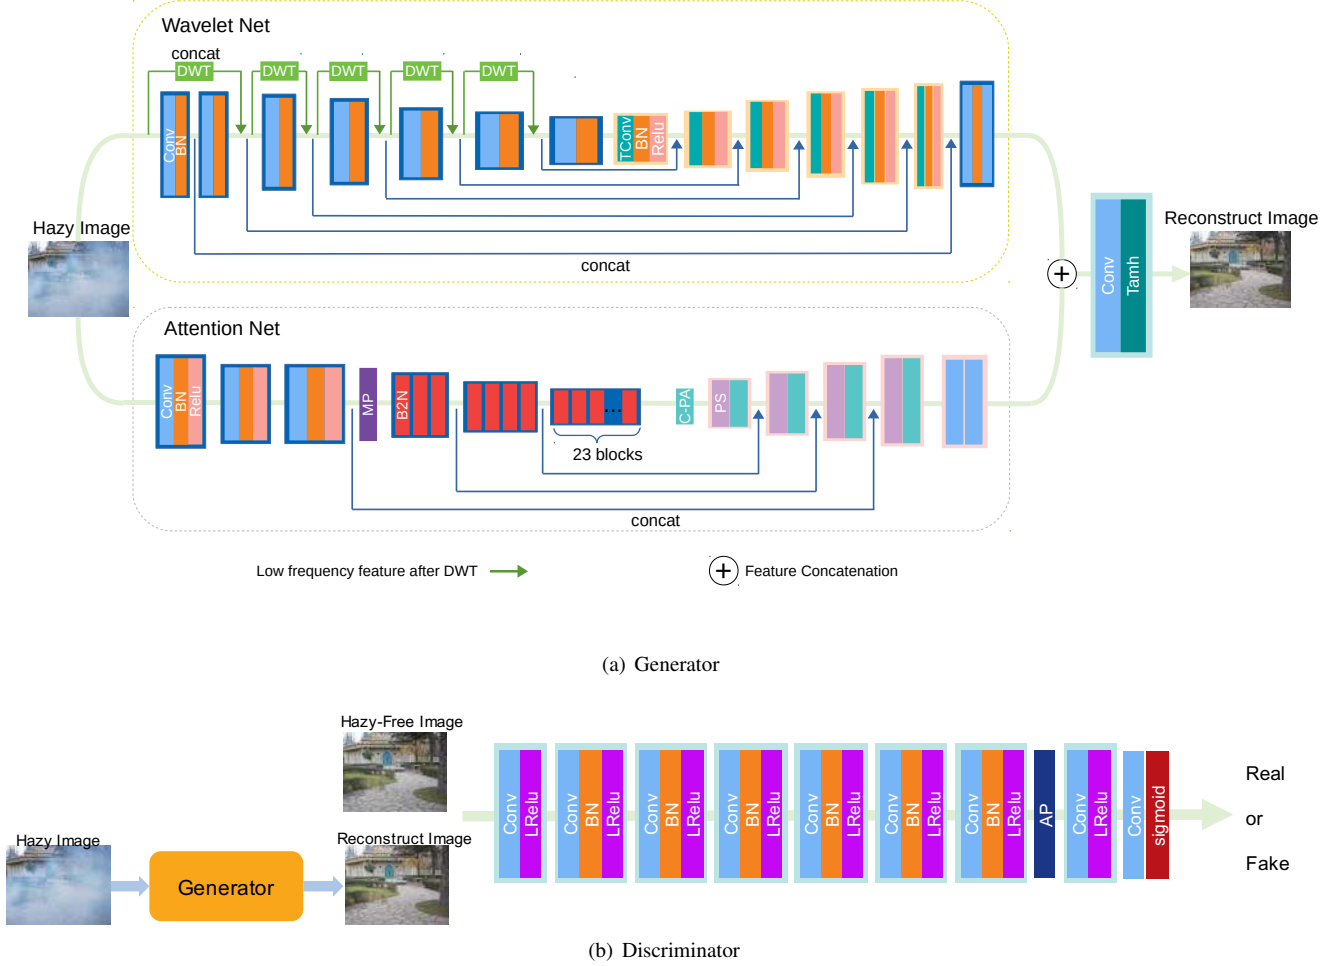 Wavelet Net
concat
DWT DWT DWT DWT DWT
Conv
BN
TConv
BN
Relu
concat
Hazy Image
Reconstruct Image
Conv
Tamh
Attention Net
Conv
BN
Relu
MP
B2N
...
23 blocks
C-PA
PS
concat
Low frequency feature after DWT
Feature Concatenation
(a) Generator
Hazy-Free Image
Hazy Image
Generator
Reconstruct Image
Conv
LRelu
Conv
BN
LRelu
Conv
BN
LRelu
Conv
BN
LRelu
Conv
BN
LRelu
Conv
BN
LRelu
Conv
BN
LRelu
AP
Conv
LRelu
Conv
sigmoid
Real
or
Fake
(b) Discriminator